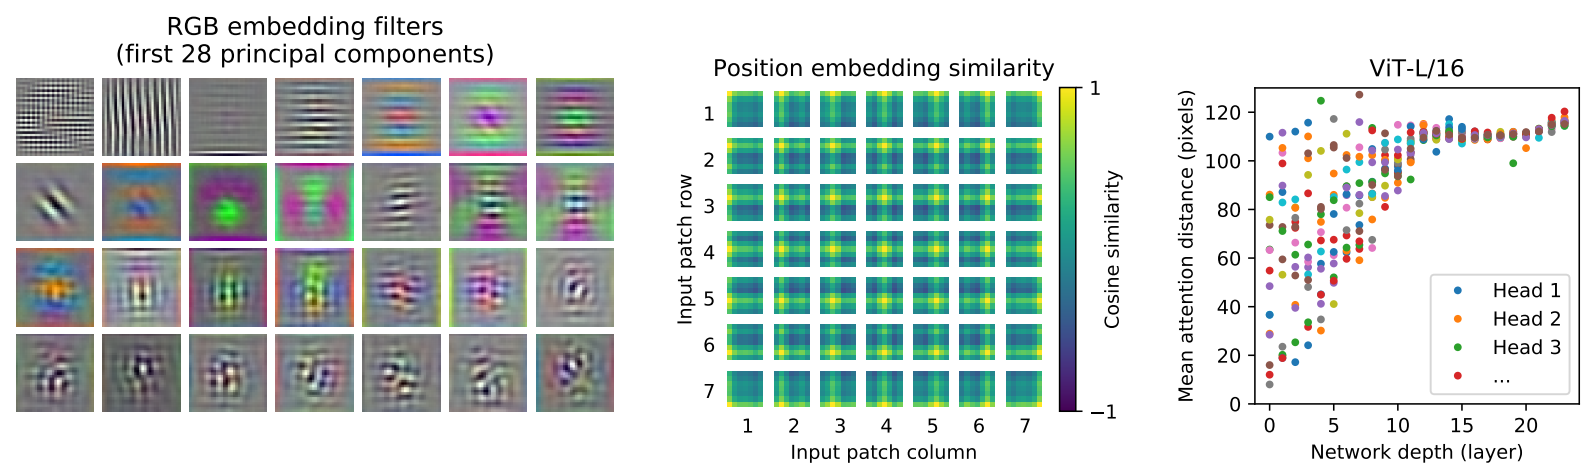 RGB embedding filters
(first 28 principal components)
Position embedding similarity
Input patch row
1
2
3
4
5
6
7
1 2 3 4 5 6 7
Input patch column
1
−1
Cosine similarity
ViT-L/16
Mean attention distance (pixels)
120
100
80
60
40
20
0
0 5 10 15 20
Network depth (layer)
Head 1
Head 2
Head 3
...